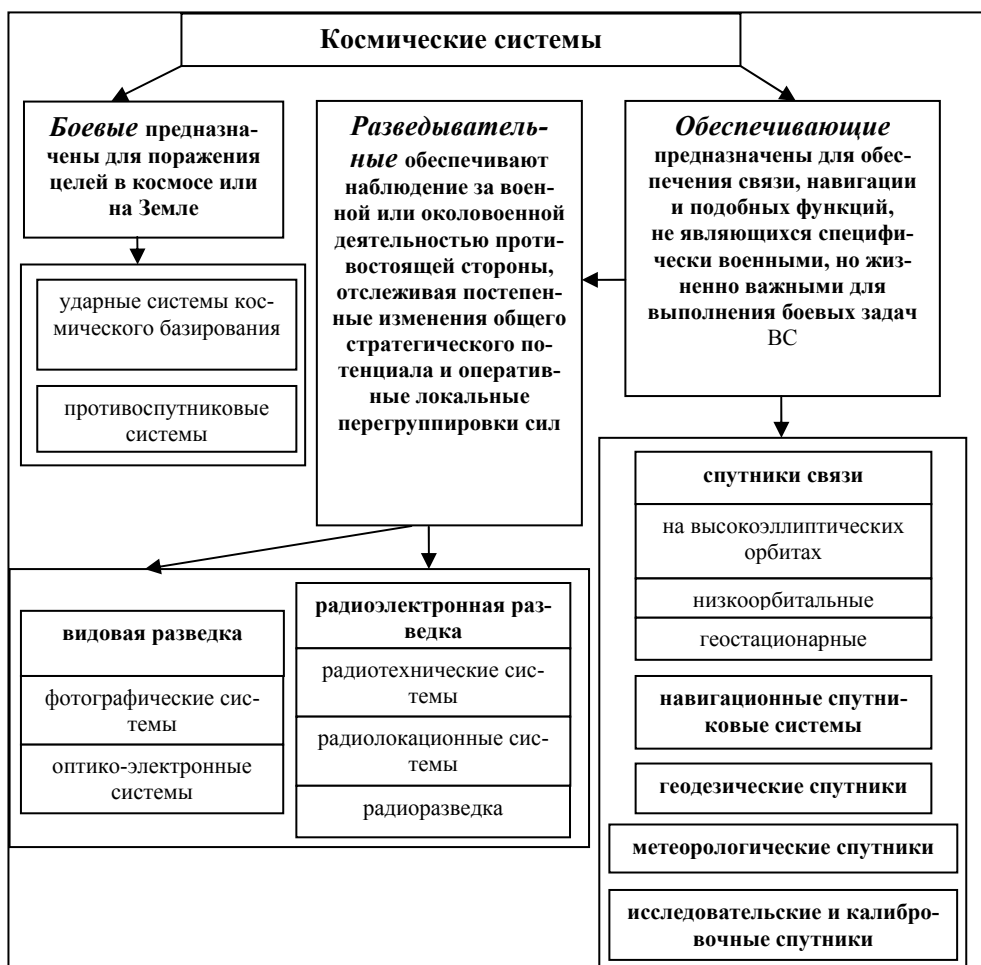 Космические системы
Боевые предназна-
чены для поражения
целей в космосе или
на Земле
ударные системы кос-
мического базирования
противоспутниковые
системы
Разведыватель-
ные обеспечивают
наблюдение за воен-
ной или околовоенной
деятельностью проти-
востоящей стороны,
отслеживая постепен-
ные изменения общего
стратегического по-
тенциала и оператив-
ные локальные
перегруппировки сил
видовая разведка
фотографические сис-
темы
оптико-электронные
системы
радиоэлектронная раз-
ведка
радиотехнические сис-
темы
радиолокационные сис-
темы
радиоразведка
Обеспечивающие
предназначены для обес-
печения связи, навигации
и подобных функций,
не являющихся специфи-
чески военными, но жиз-
ненно важными для
выполнения боевых задач
ВС
спутники связи
на высокоэллиптических
орбитах
низкоорбитальные
геостационарные
навигационные спутни-
ковые системы
геодезические спутники
метеорологические спутники
исследовательские и калибро-
вочные спутники